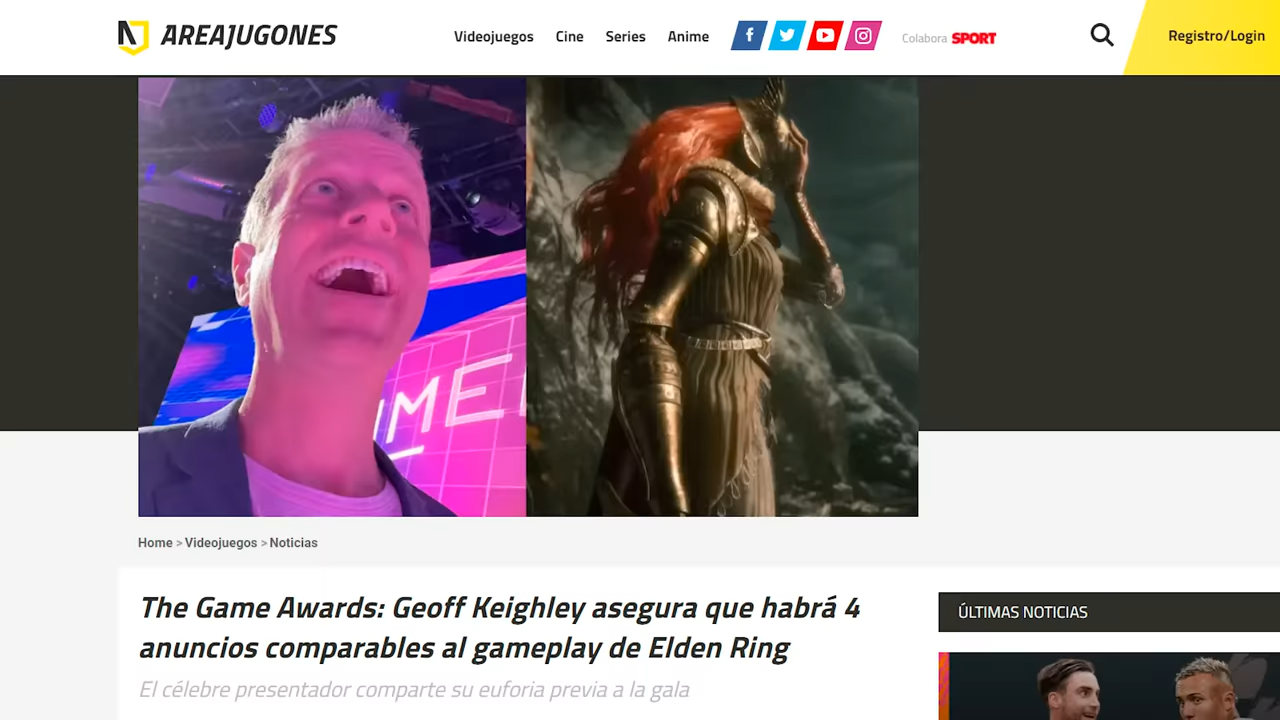 AREAJUGONES
Videojuegos Cine Series Anime
Colabora SPORT
Registro/Login
ME
Home > Videojuegos > Noticias
The Game Awards: Geoff Keighley asegura que habrá 4
anuncios comparables al gameplay de Elden Ring
El célebre presentador comparte su euforia previa a la gala
ÚLTIMAS NOTICIAS